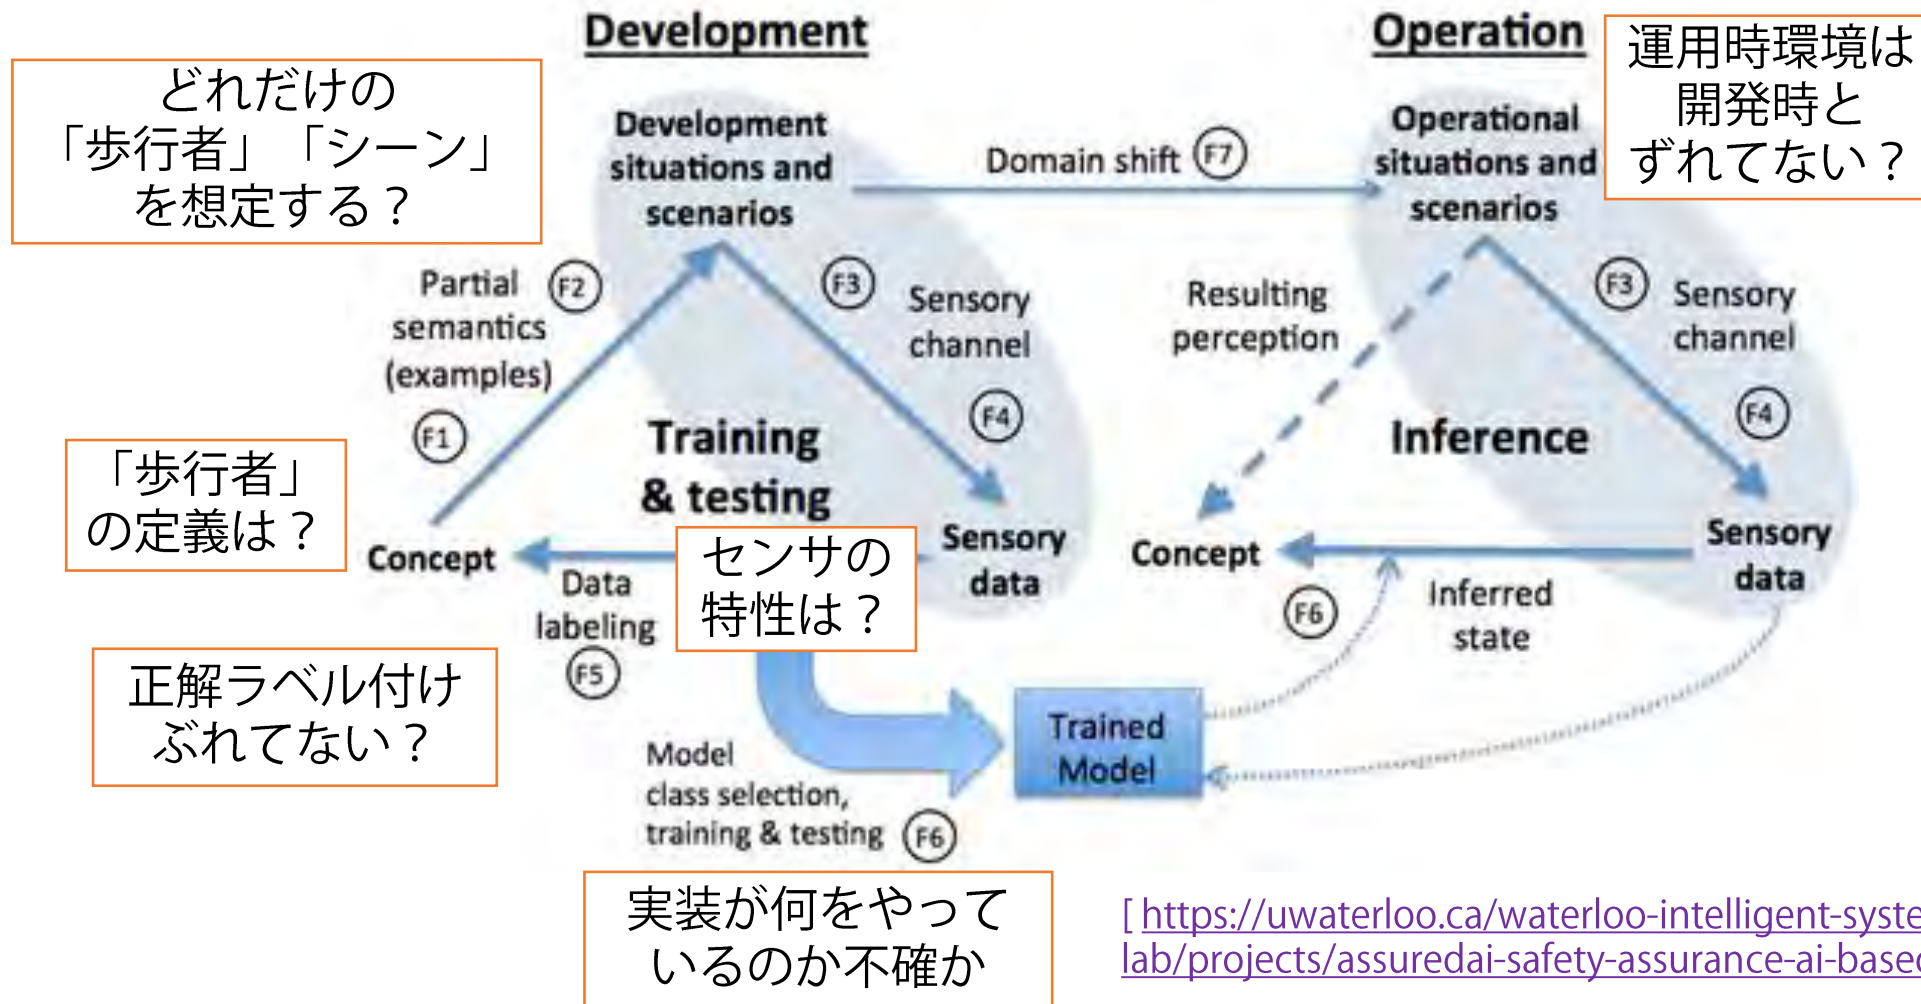 Development
Operation
どれだけの
「歩行者」「シーン」
を想定する？
運用時環境は
開発時と
ずれてない？
Development
situations and
scenarios
Domain shift F7
Operational
situations and
scenarios
Partial F2
semantics
(examples)
F1
F3
Sensory
channel
F4
Resulting
perception
F3
Sensory
channel
F4
Training
& testing
Inference
「歩行者」
の定義は？
Concept
Sensory
data
Concept
Sensory
data
Data
labeling
F5
センサの
特性は？
F6
Inferred
state
正解ラベル付け
ぶれてない？
Trained
Model
Model
class selection,
training & testing F6
実装が何をやって
いるのか不確か
[ https://uwaterloo.ca/waterloo-intelligent-syste
lab/projects/assuredai-safety-assurance-ai-based